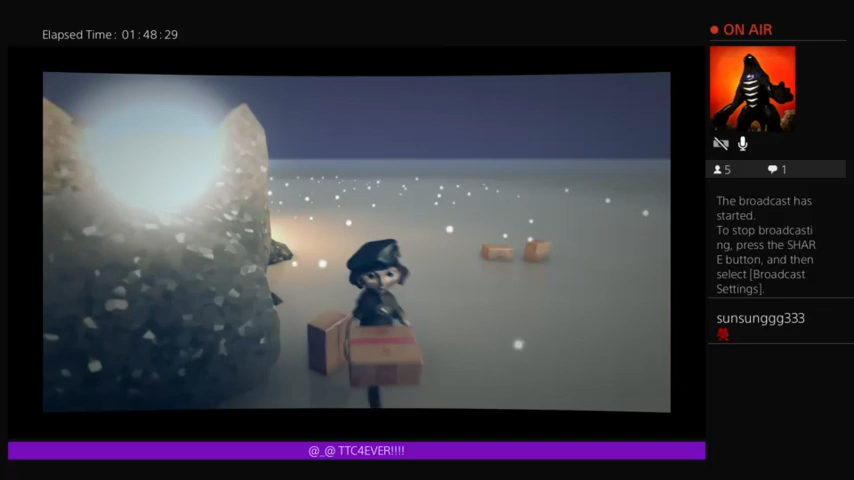 Elapsed Time : 01:48:29
ON AIR
5
1
The broadcast has
started.
To stop broadcasti
ng, press the SHAR
E button, and then
select [Broadcast
Settings].
sunsunggg333
@_@ TTC4EVER!!!!